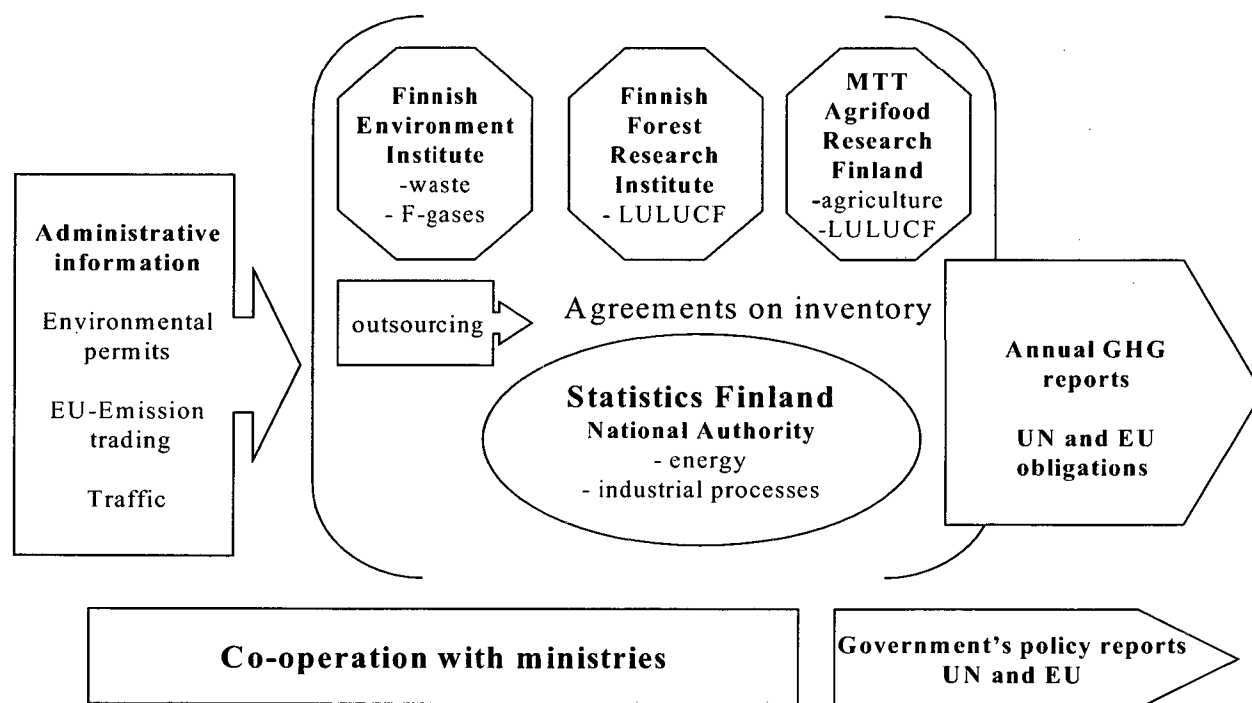 Finnish
Environment
Institute
-waste
- F-gases
Finnish
Forest
Research
Institute
- LULUCF
MTT
Agrifood
Research
Finland
-agriculture
-LULUCF
Administrative
information
Environmental
permits
EU-Emission
trading
Traffic
outsourcing
Agreements on inventory
Statistics Finland
National Authority
- energy
- industrial processes
Annual GHG
reports
UN and EU
obligations
Co-operation with ministries
Government's policy reports
UN and EU